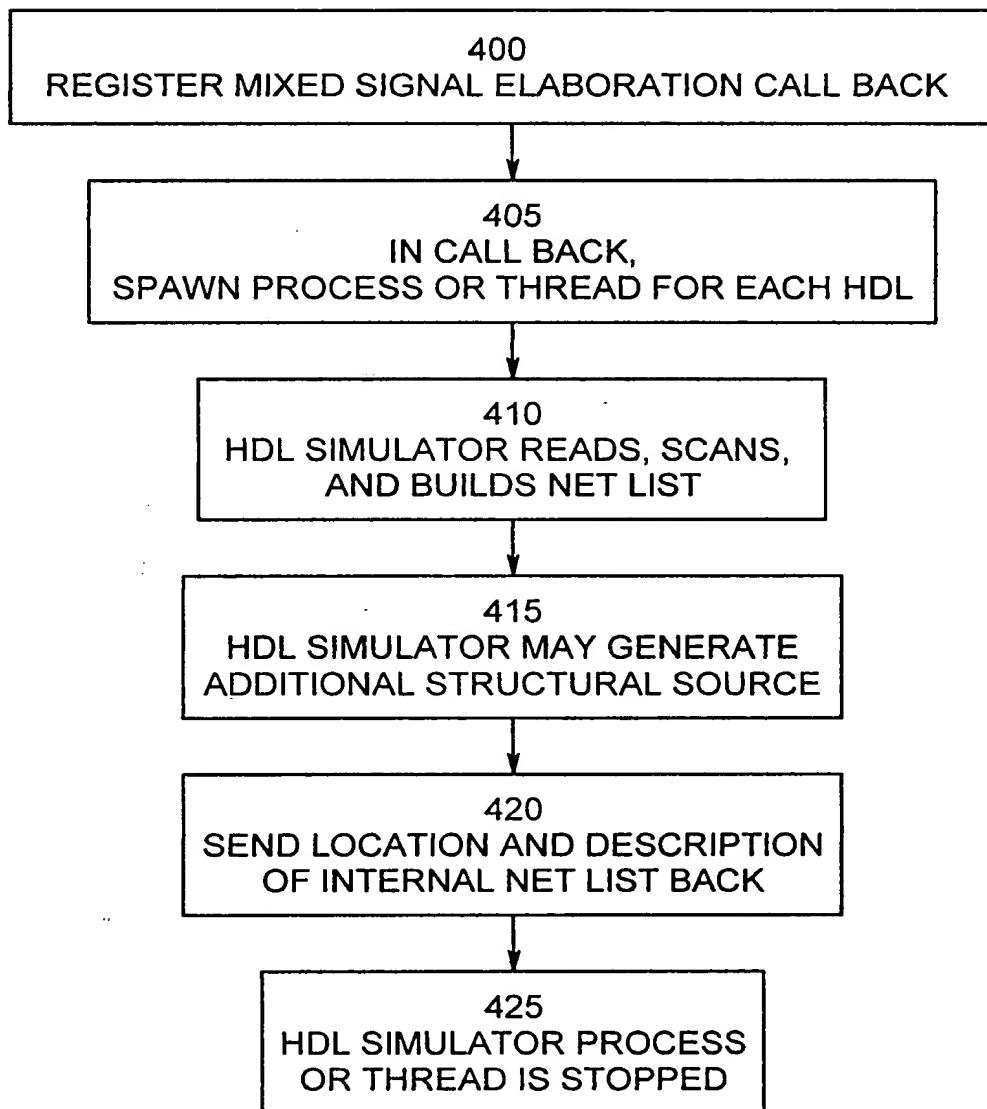 400
REGISTER MIXED SIGNAL ELABORATION CALL BACK
405
IN CALL BACK,
SPAWN PROCESS OR THREAD FOR EACH HDL
410
HDL SIMULATOR READS, SCANS,
AND BUILDS NET LIST
415
HDL SIMULATOR MAY GENERATE
ADDITIONAL STRUCTURAL SOURCE
420
SEND LOCATION AND DESCRIPTION
OF INTERNAL NET LIST BACK
425
HDL SIMULATOR PROCESS
OR THREAD IS STOPPED